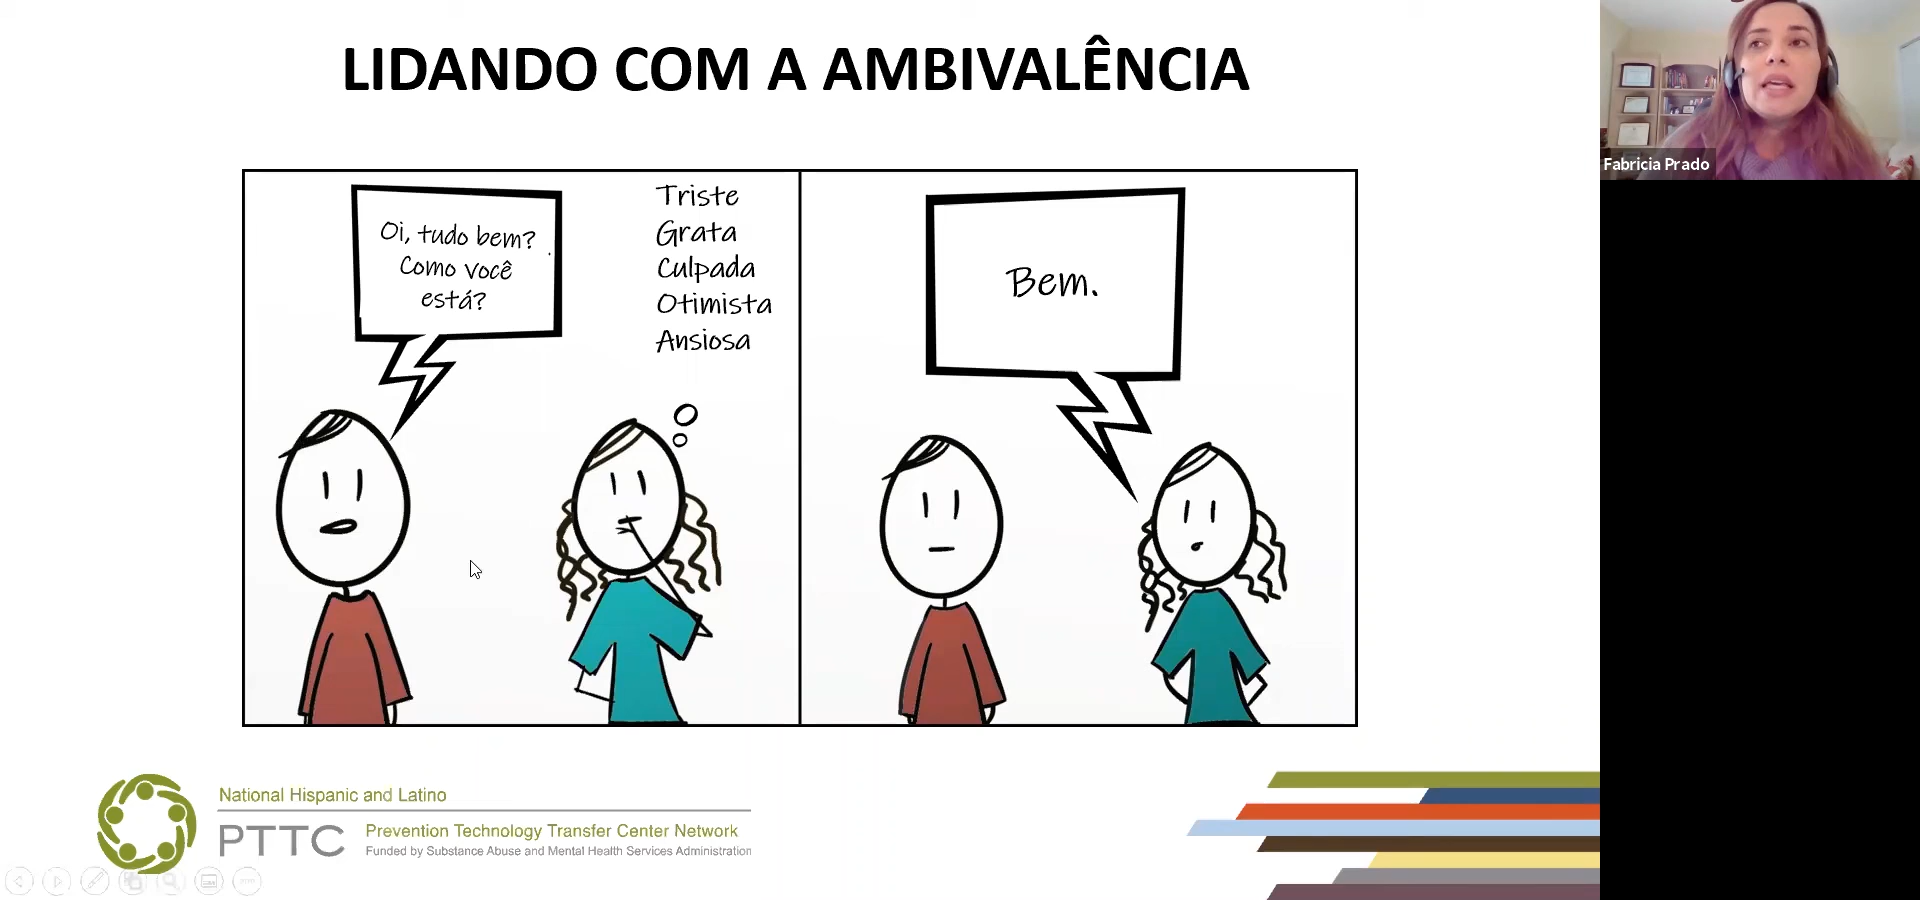 LIDANDO COM A AMBIVALÊNCIA
Oi, tudo bem?
Como você
está?
Triste
Grata
Culpada
Otimista
Ansiosa
Bem.
Fabricia Prado
National Hispanic and Latino
PTTC
Prevention Technology Transfer Center Network
Funded by Substance Abuse and Mental Health Services Administration